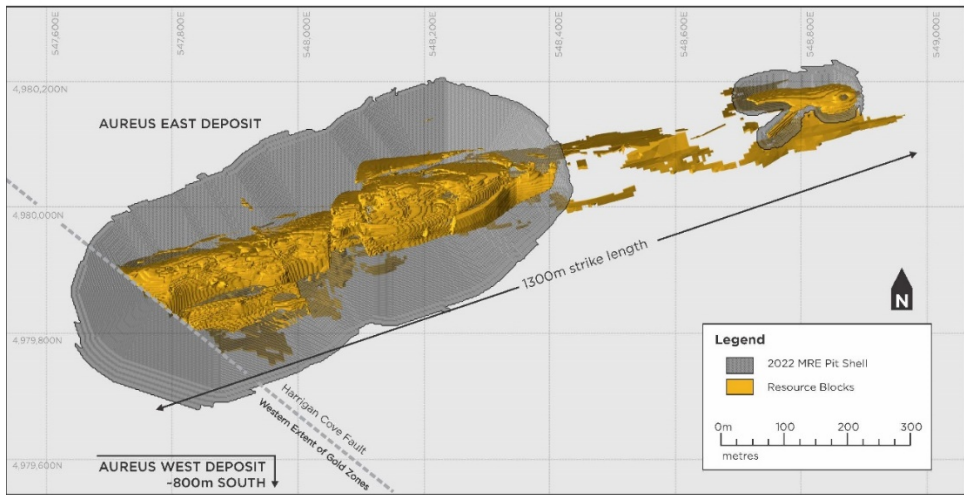 547,600E
547,800E
548,000E
548,200E
548,400E
548,600E
548,800E
549,000E
4,980,200N
AUREUS EAST DEPOSIT
4,980,000N
1300m strike length
N
4,979,800N
Legend
2022 MRE Pit Shell
Resource Blocks
0m 100 200 300
metres
Harrigan Cove Fault
Western Extent of Gold Zones
4,979,600N
AUREUS WEST DEPOSIT
~800m SOUTH